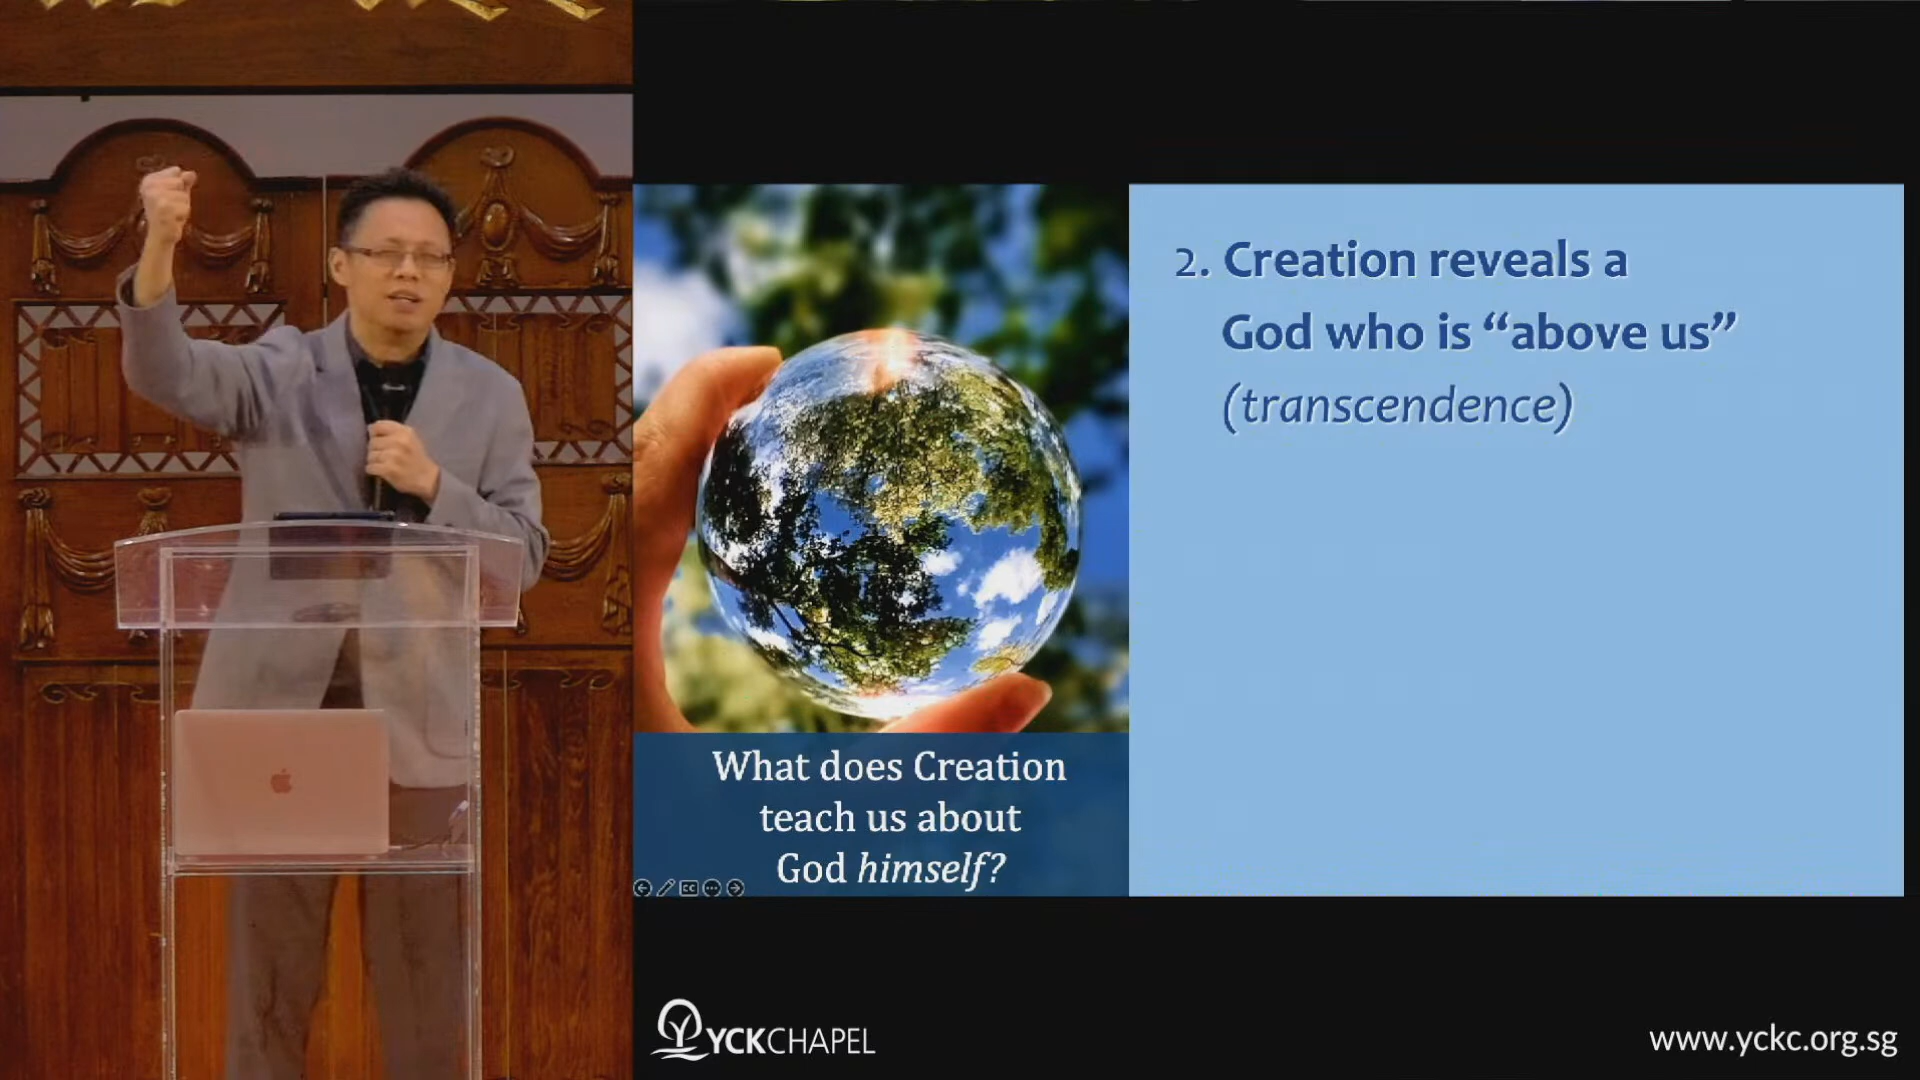 2. Creation reveals a
God who is “above us”
(transcendence)
What does Creation
teach us about
God himself?
CC
YCKCHAPEL
www.yckc.org.sg